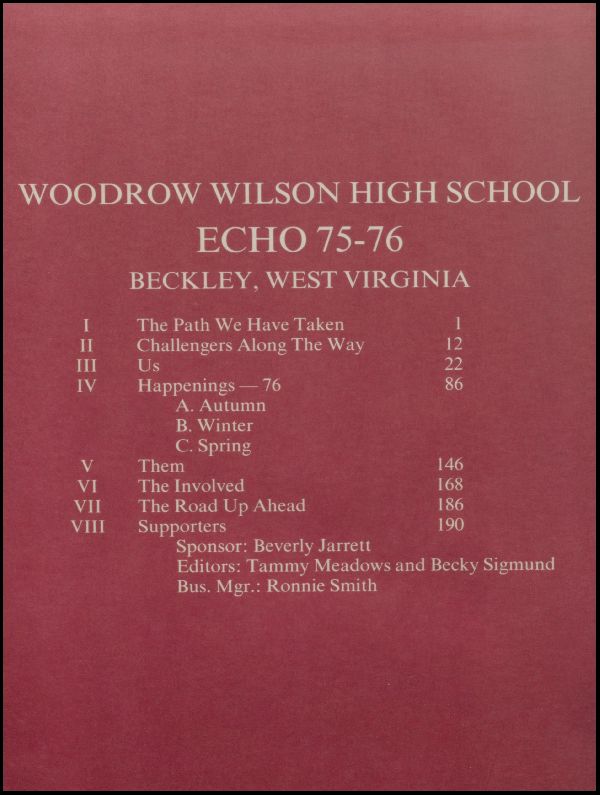 WOODROW WILSON HIGH SCHOOL
ECHO 75-76
BECKLEY, WEST VIRGINIA
I The Path We Have Taken 1
II Challengers Along The Way 12
III Us 22
IV Happenings — 76 86
A. Autumn
B. Winter
C. Spring
V Them 146
VI The Involved 168
VII The Road Up Ahead 186
VIII Supporters 190
Sponsor: Beverly Jarrett
Editors: Tammy Meadows and Becky Sigmund
Bus. Mgr.: Ronnie Smith